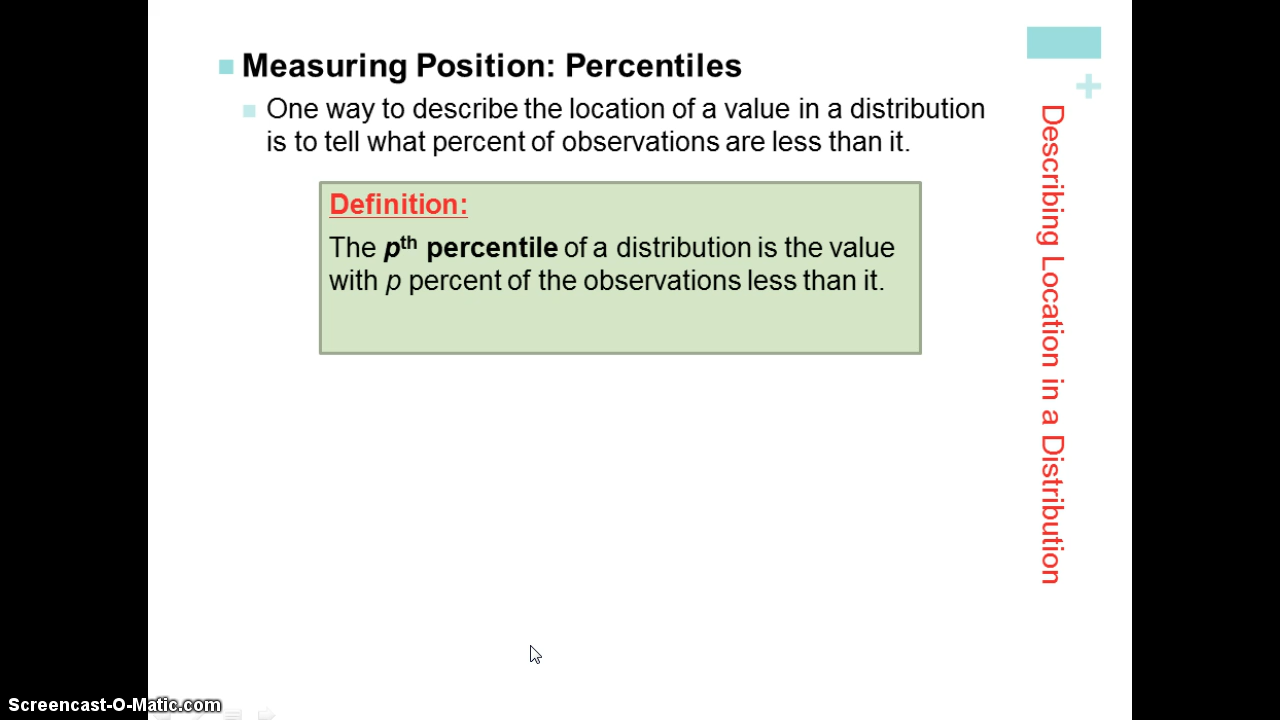 Measuring Position: Percentiles
One way to describe the location of a value in a distribution
is to tell what percent of observations are less than it.
Definition:
The pth percentile of a distribution is the value
with p percent of the observations less than it.
+
Describing Location in a Distribution
Screencast-O-Matic.com